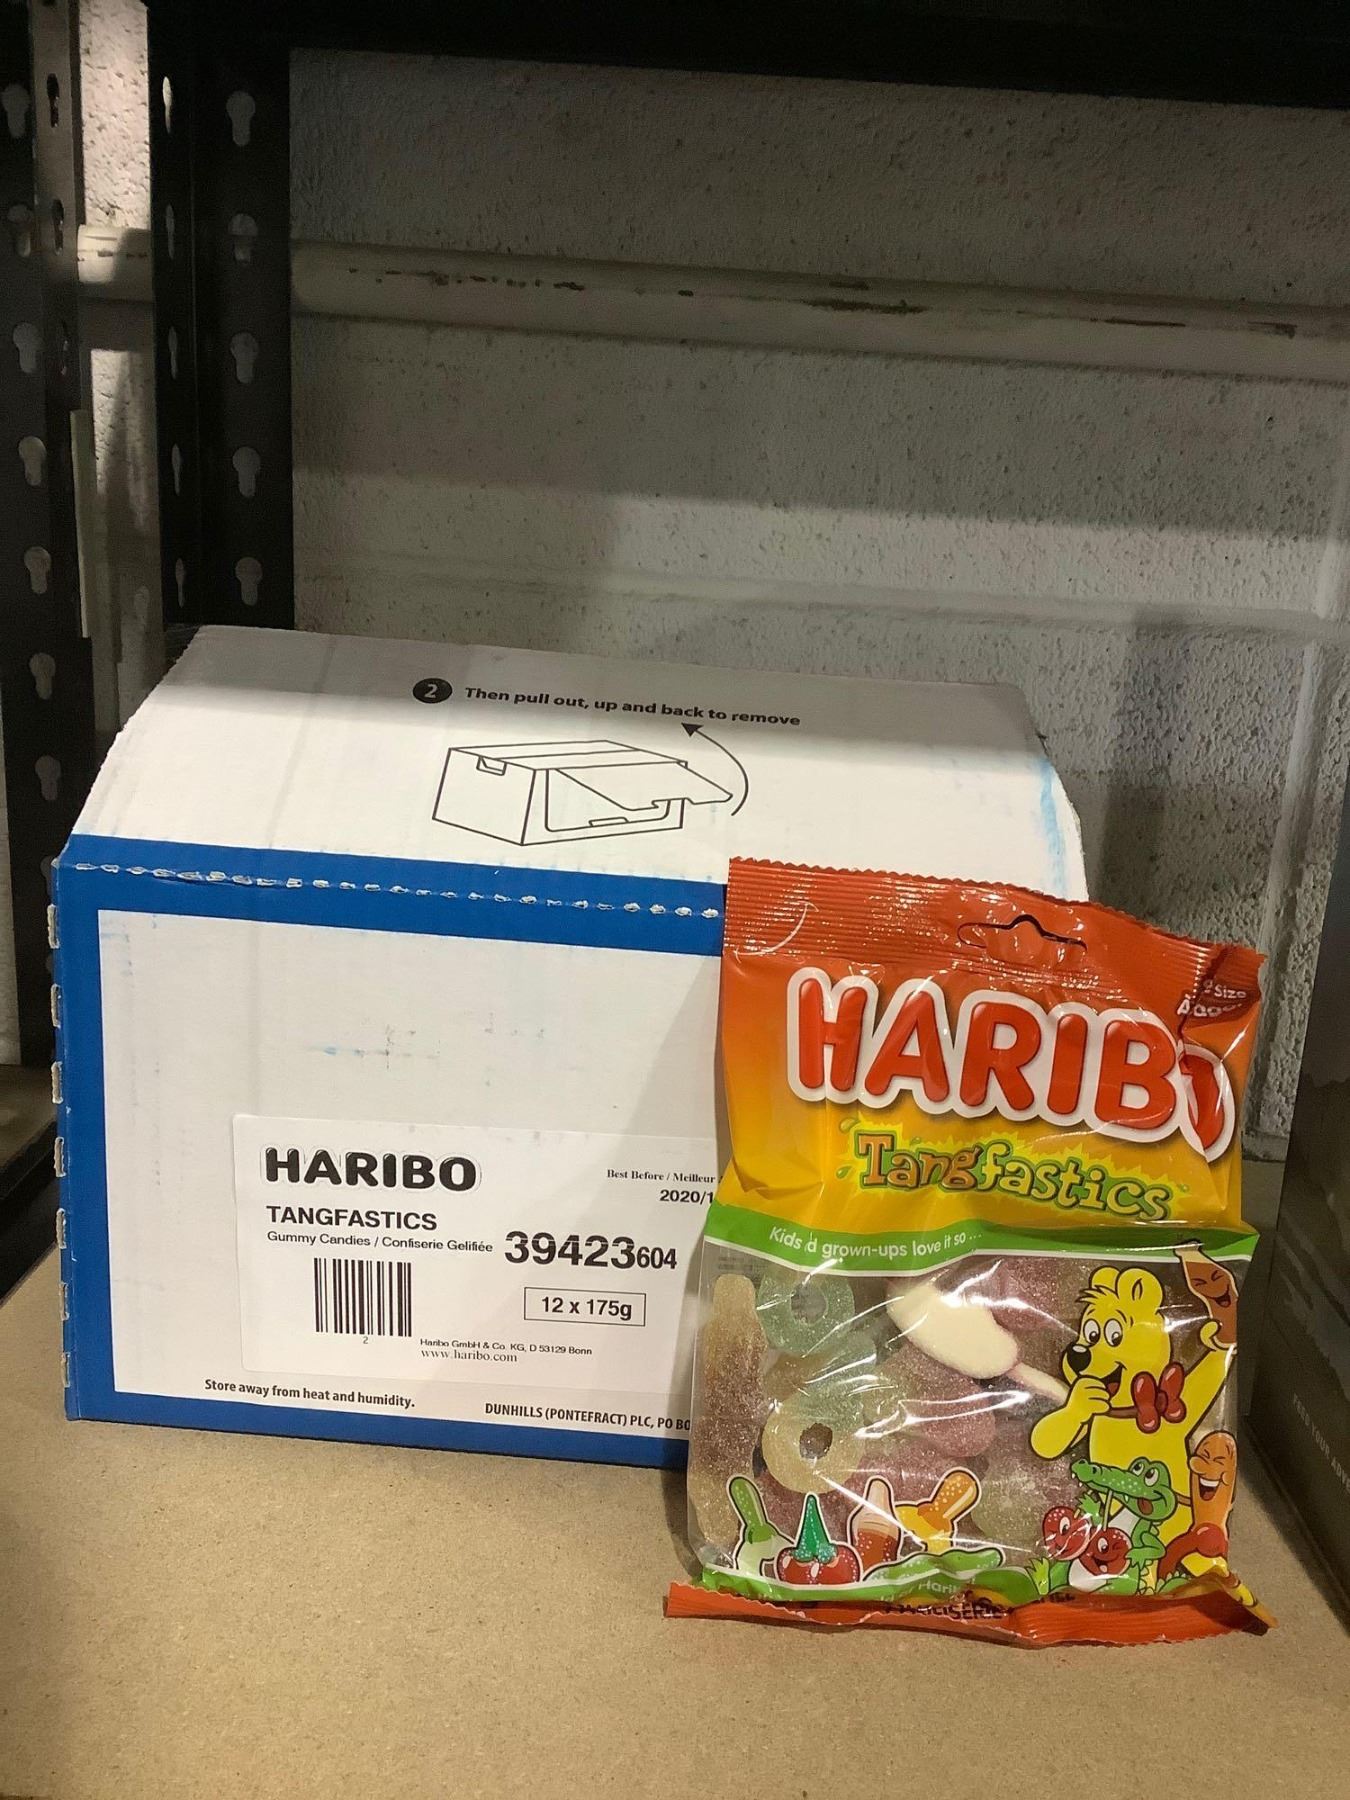 2 Then pull out, up and back to remove
HARIBO
TANGFASTICS
Gummy Candies / Confiserie Gelifiée
Best Before / Meilleur
2020/1
39423604
12 x 175g
2
Haribo GmbH & Co. KG, D 53129 Bonn
www.haribo.com
Store away from heat and humidity.
DUNHILLS (PONTEFRACT) PLC, PO BO
Size
HARIBO
Tangfastics
Kids d grown-ups love it so ...